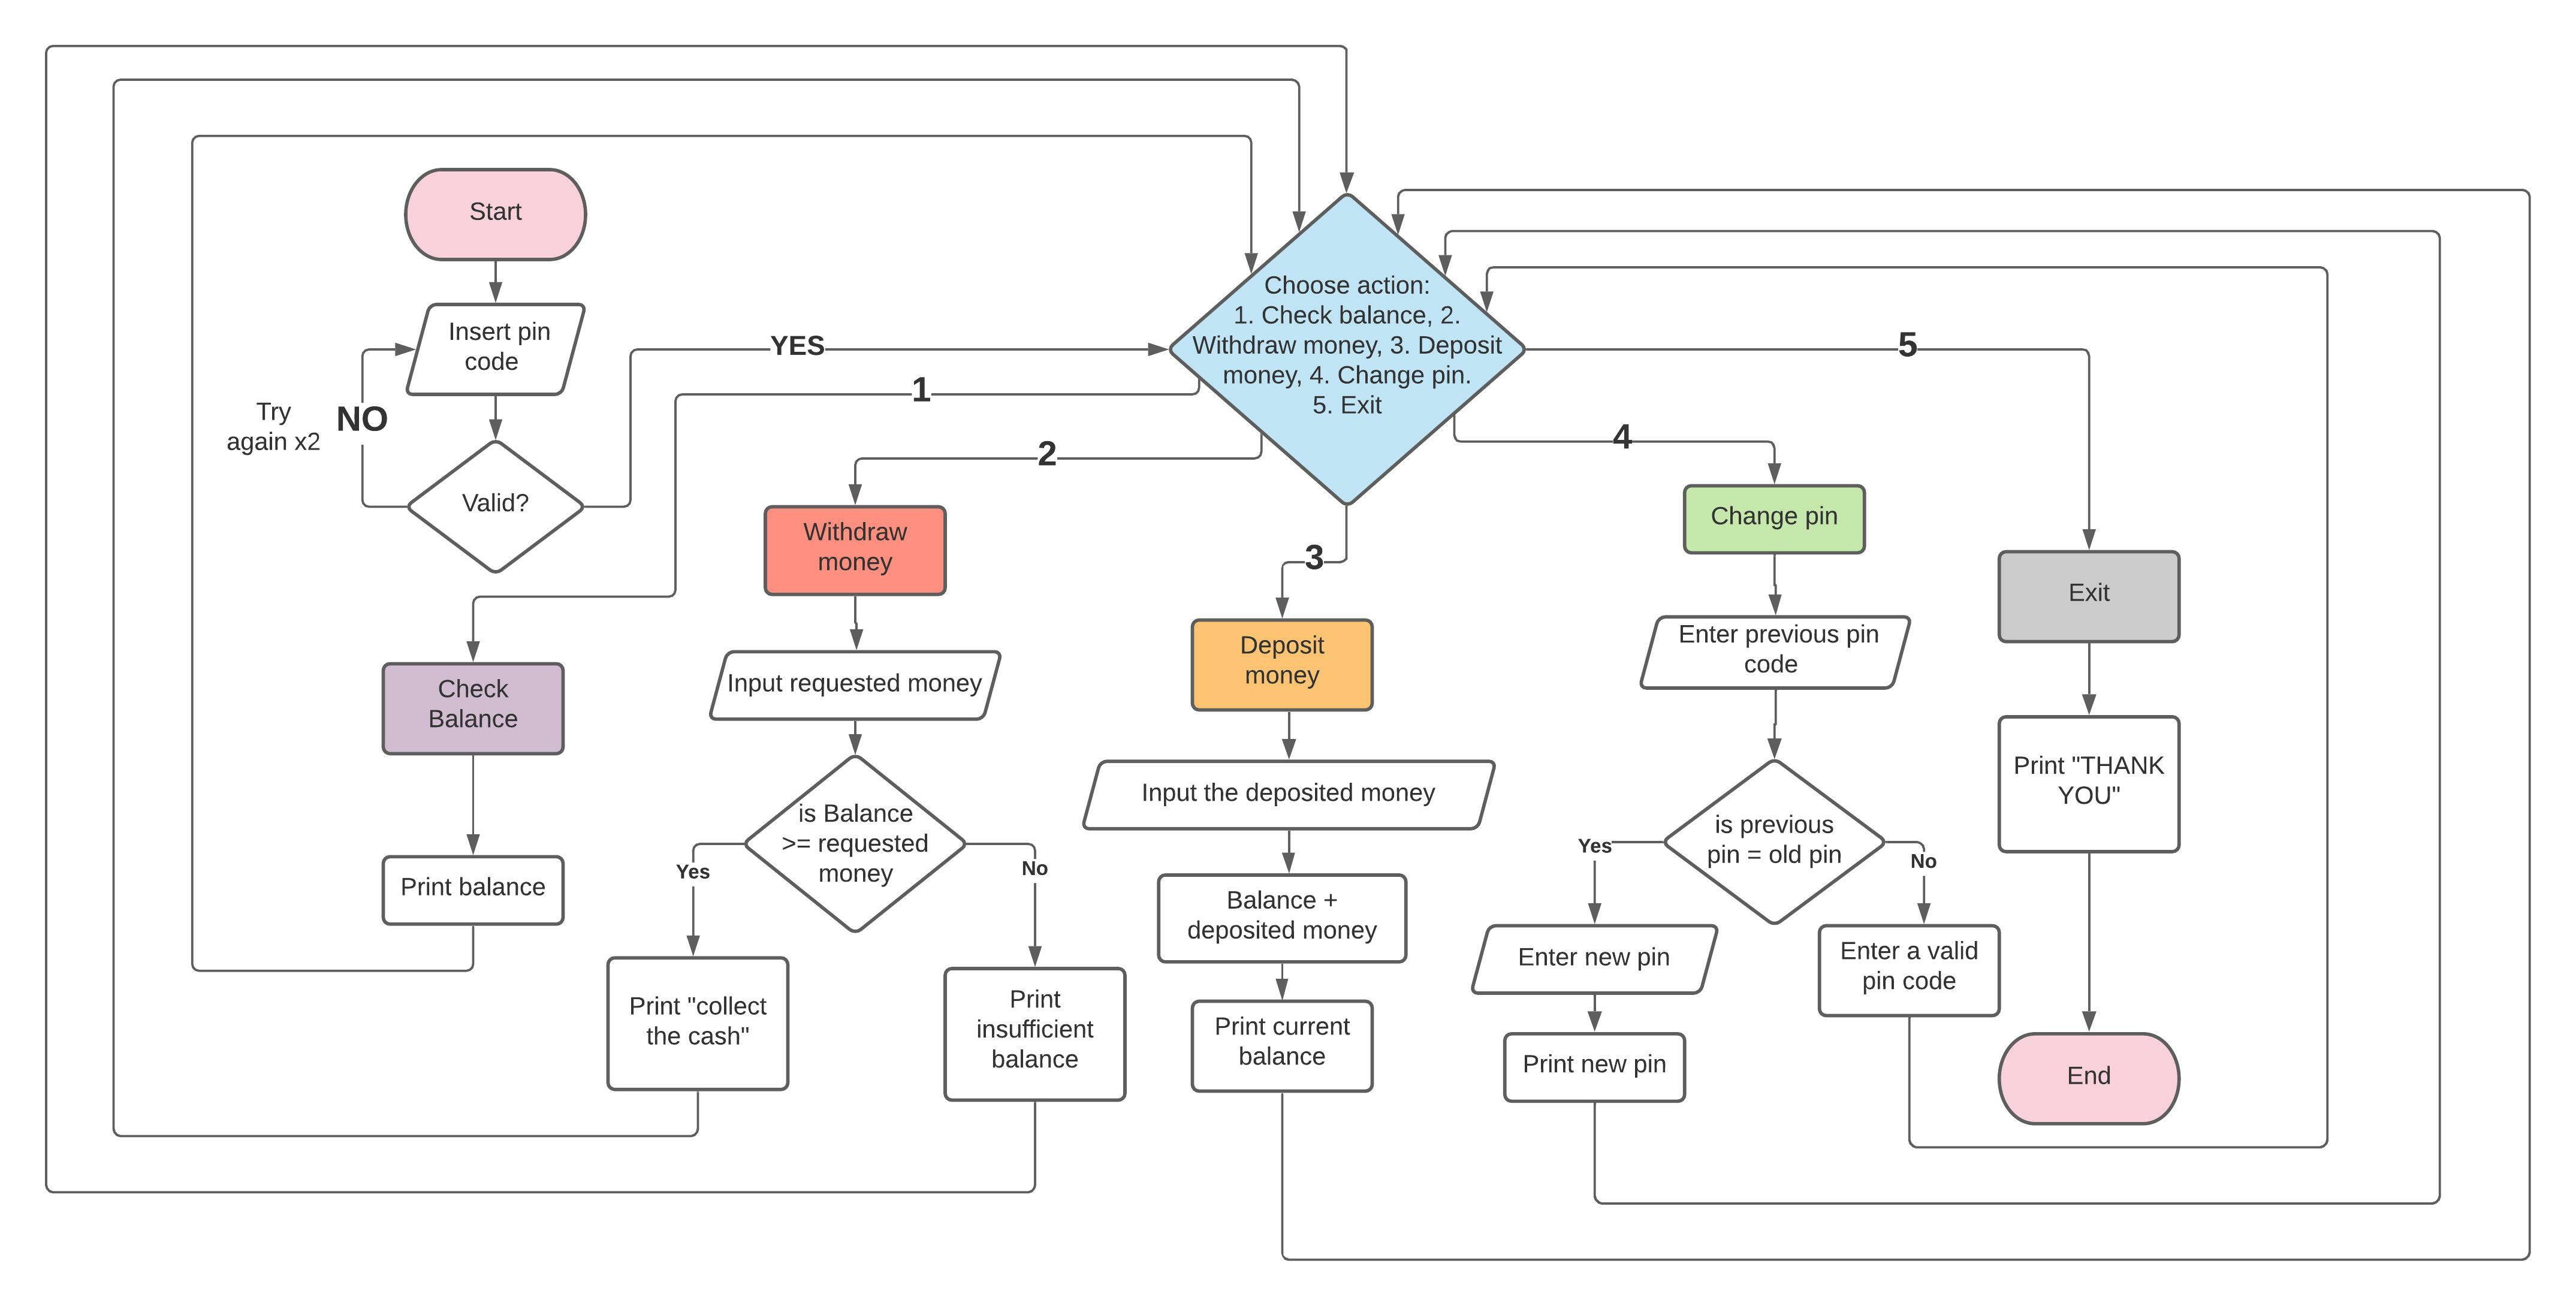 Start
Insert pin
code
Try
again x2
NO
Valid?
YES
Choose action:
1. Check balance, 2.
Withdraw money, 3. Deposit
money, 4. Change pin.
5. Exit
1
2
3
4
5
Check
Balance
Print balance
Withdraw
money
Input requested money
is Balance
>= requested
money
Yes
No
Print "collect
the cash"
Print
insufficient
balance
Deposit
money
Input the deposited money
Balance +
deposited money
Print current
balance
Change pin
Enter previous pin
code
is previous
pin = old pin
Yes
No
Enter new pin
Print new pin
Enter a valid
pin code
Exit
Print "THANK
YOU"
End